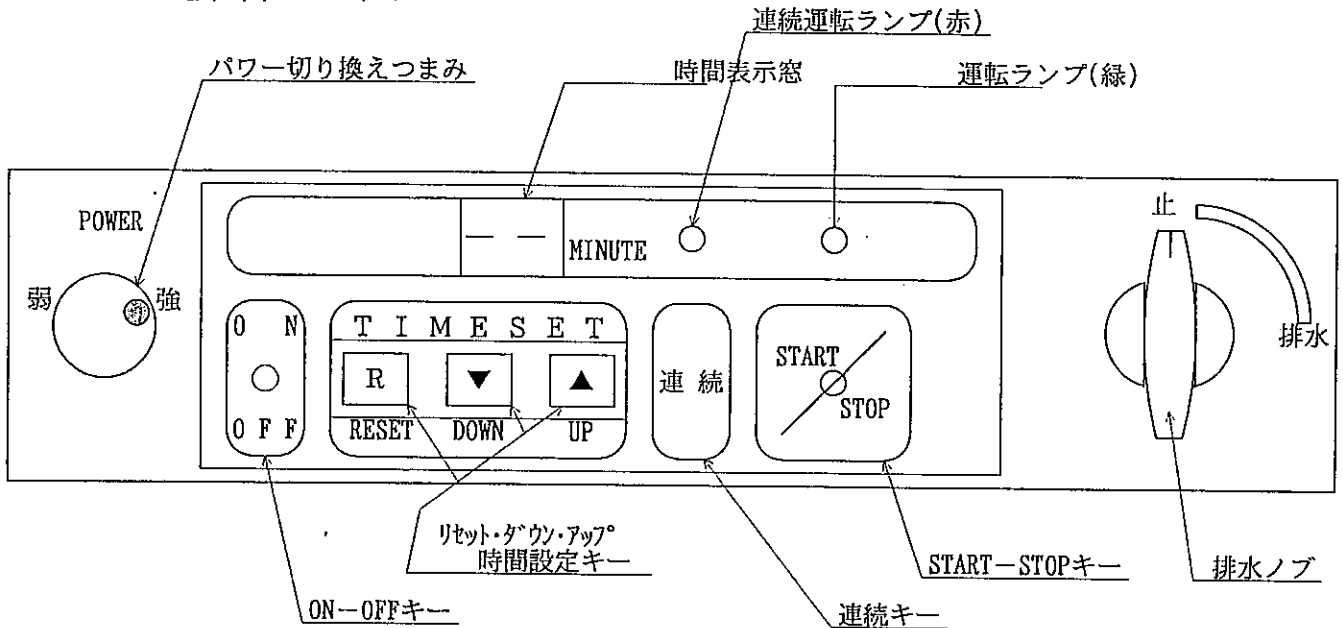 連続運転ランプ(赤)
パワー切り換えつまみ
時間表示窓
運転ランプ(緑)
POWER
弱
強
— —
MINUTE
止
排水
O N
O F F
T I M E S E T
R
▼
▲
RESET
DOWN
UP
連 続
START
STOP
リセット・ダウン・アップ
時間設定キー
START－STOPキー
排水ノブ
ON－OFFキー
連続キー